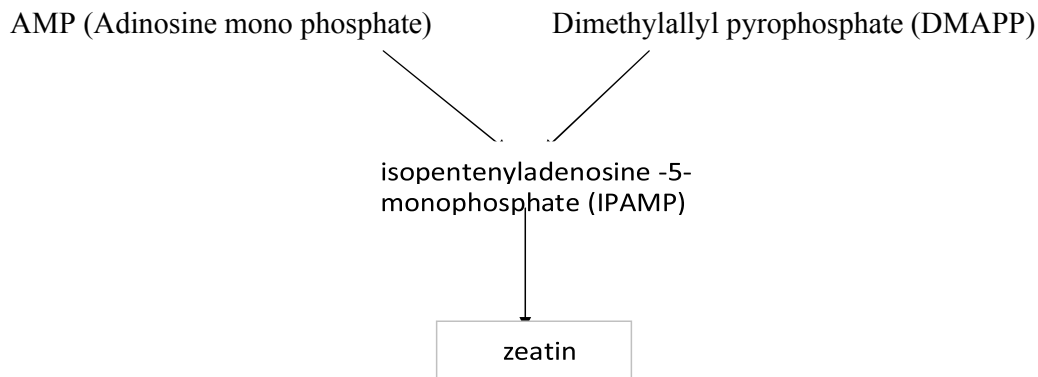 AMP (Adinosine mono phosphate)
Dimethylallyl pyrophosphate (DMAPP)
isopentenyladenosine -5-
monophosphate (IPAMP)
zeatin